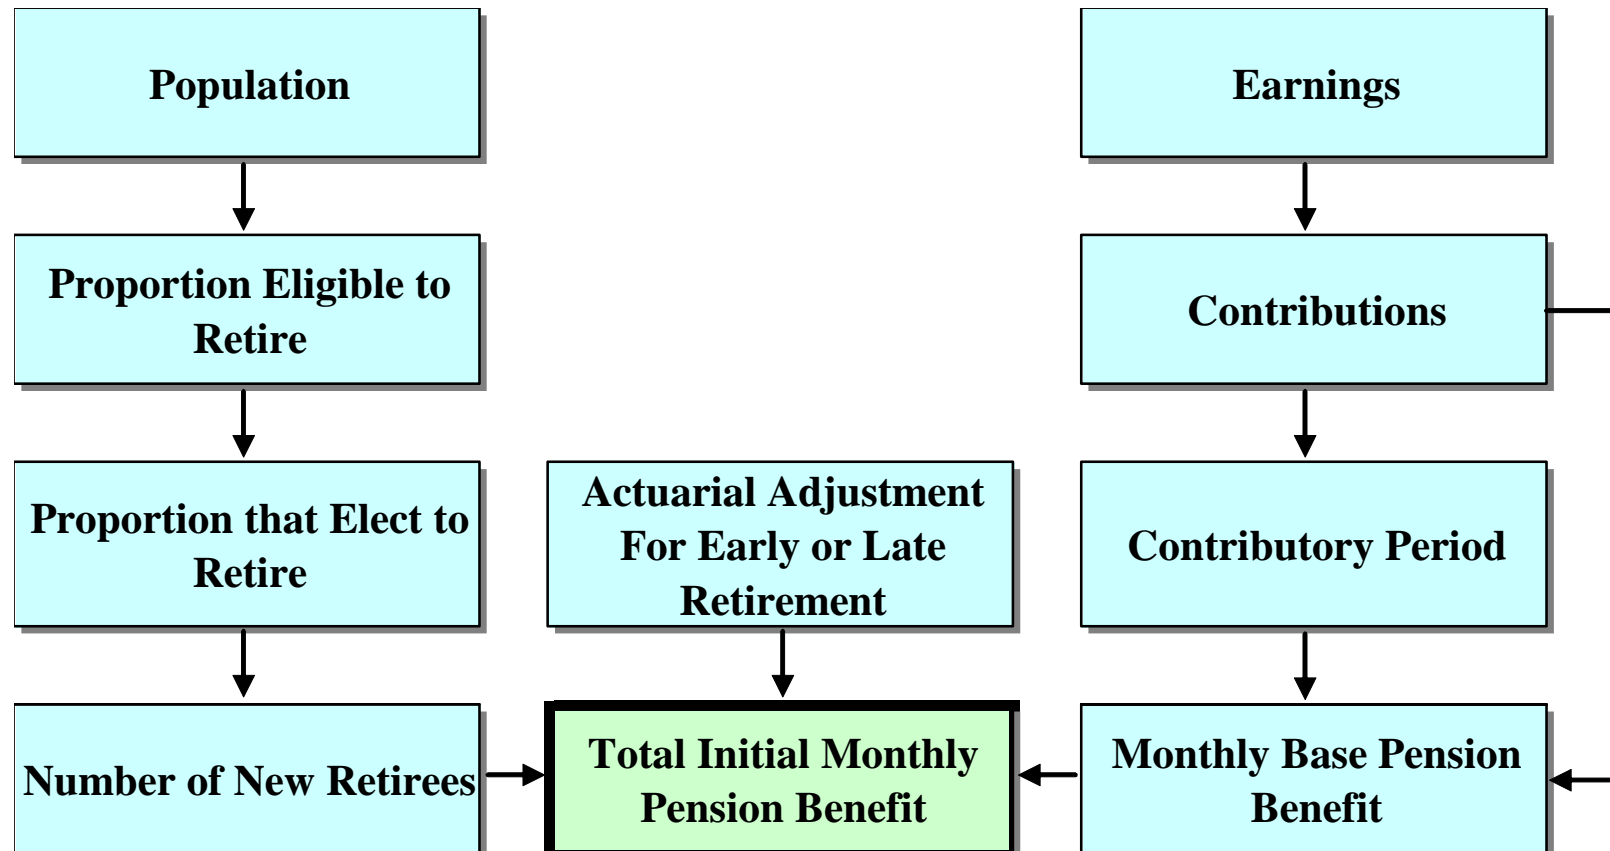 Population
Earnings
Proportion Eligible to
Retire
Contributions
Proportion that Elect to
Retire
Actuarial Adjustment
For Early or Late
Retirement
Contributory Period
Number of New Retirees
Total Initial Monthly
Pension Benefit
Monthly Base Pension
Benefit